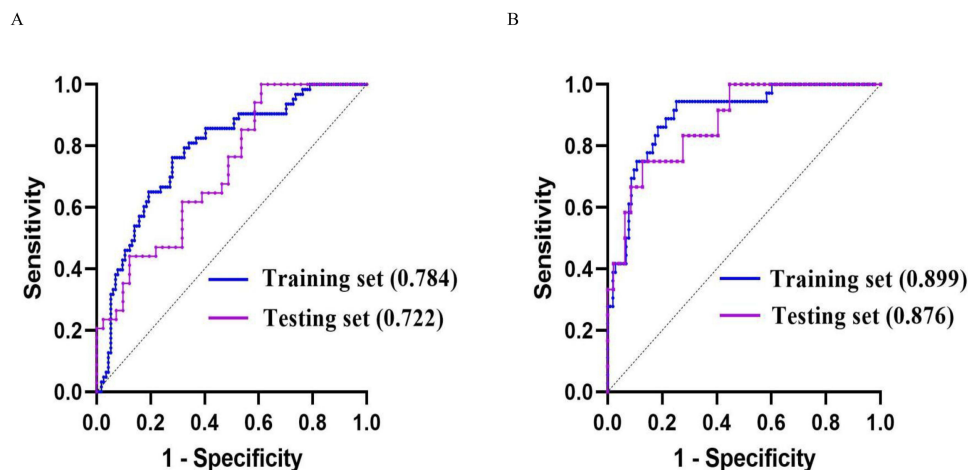 A
B
1.0
0.8
0.6
0.4
0.2
0.0
Sensitivity
Training set (0.784)
Testing set (0.722)
0.0 0.2 0.4 0.6 0.8 1.0
1 - Specificity
1.0
0.8
0.6
0.4
0.2
0.0
Sensitivity
Training set (0.899)
Testing set (0.876)
0.0 0.2 0.4 0.6 0.8 1.0
1 - Specificity